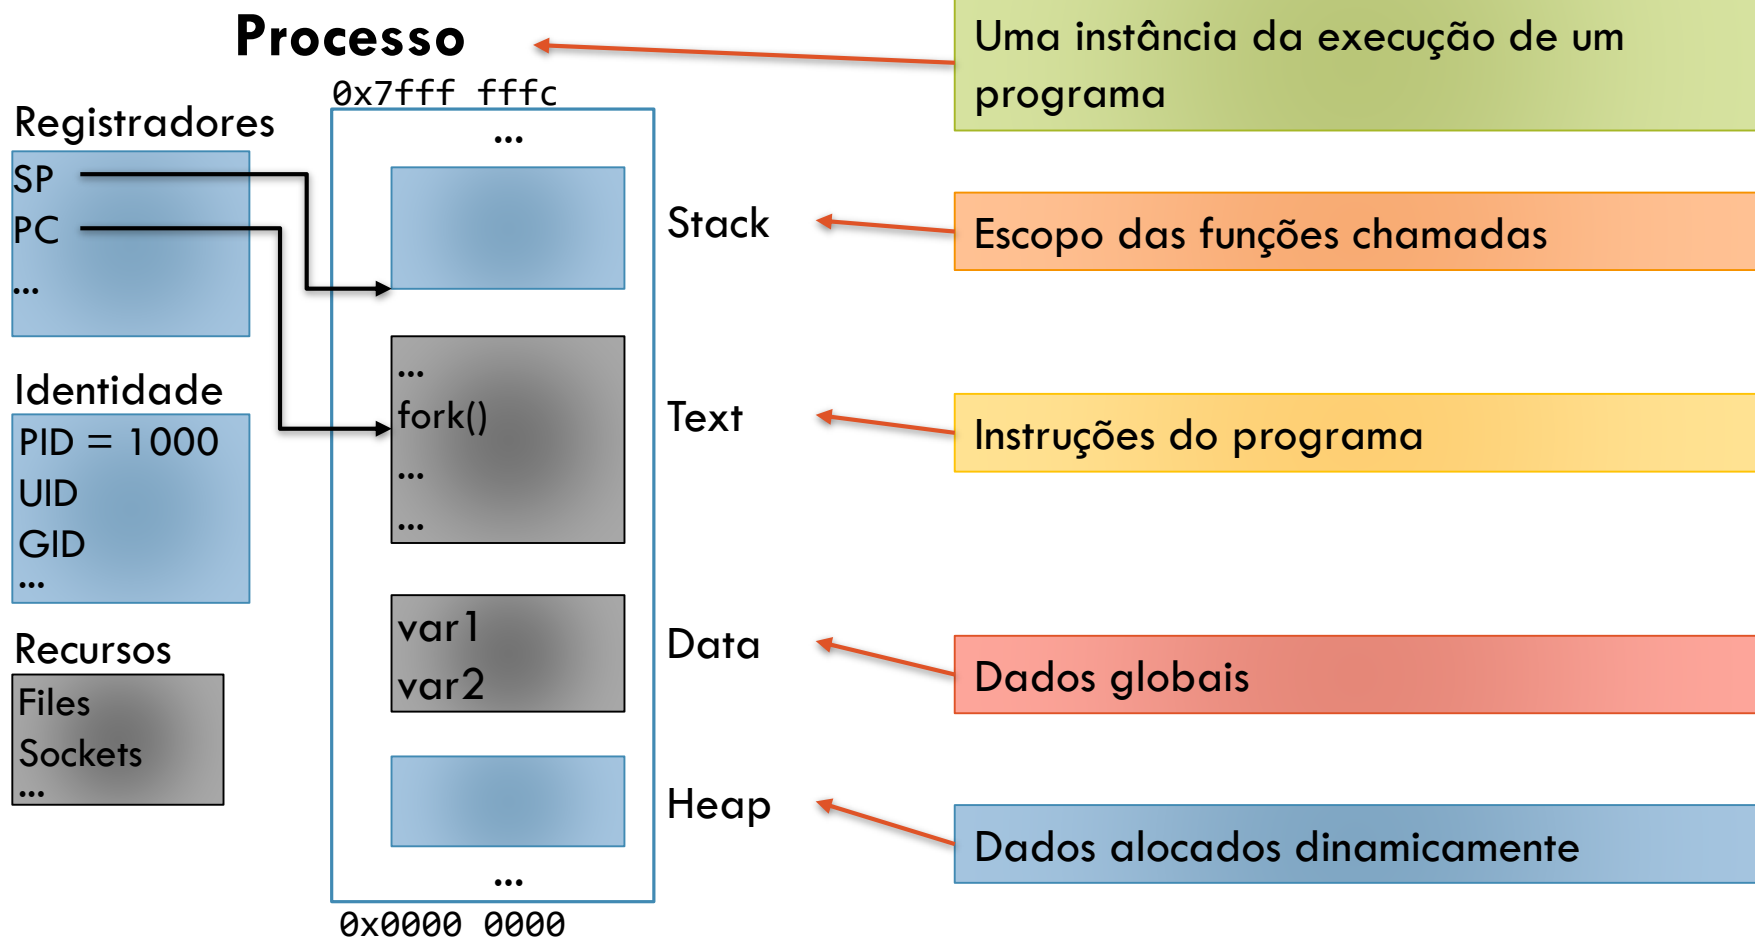 Processo
0x7fff fffc
Registradores
SP
PC
...
Identidade
PID = 1000
UID
GID
...
Recursos
Files
Sockets
...
...
...
fork()
...
...
var1
var2
...
0x0000 0000
Stack
Text
Data
Heap
Uma instância da execução de um
programa
Escopo das funções chamadas
Instruções do programa
Dados globais
Dados alocados dinamicamente